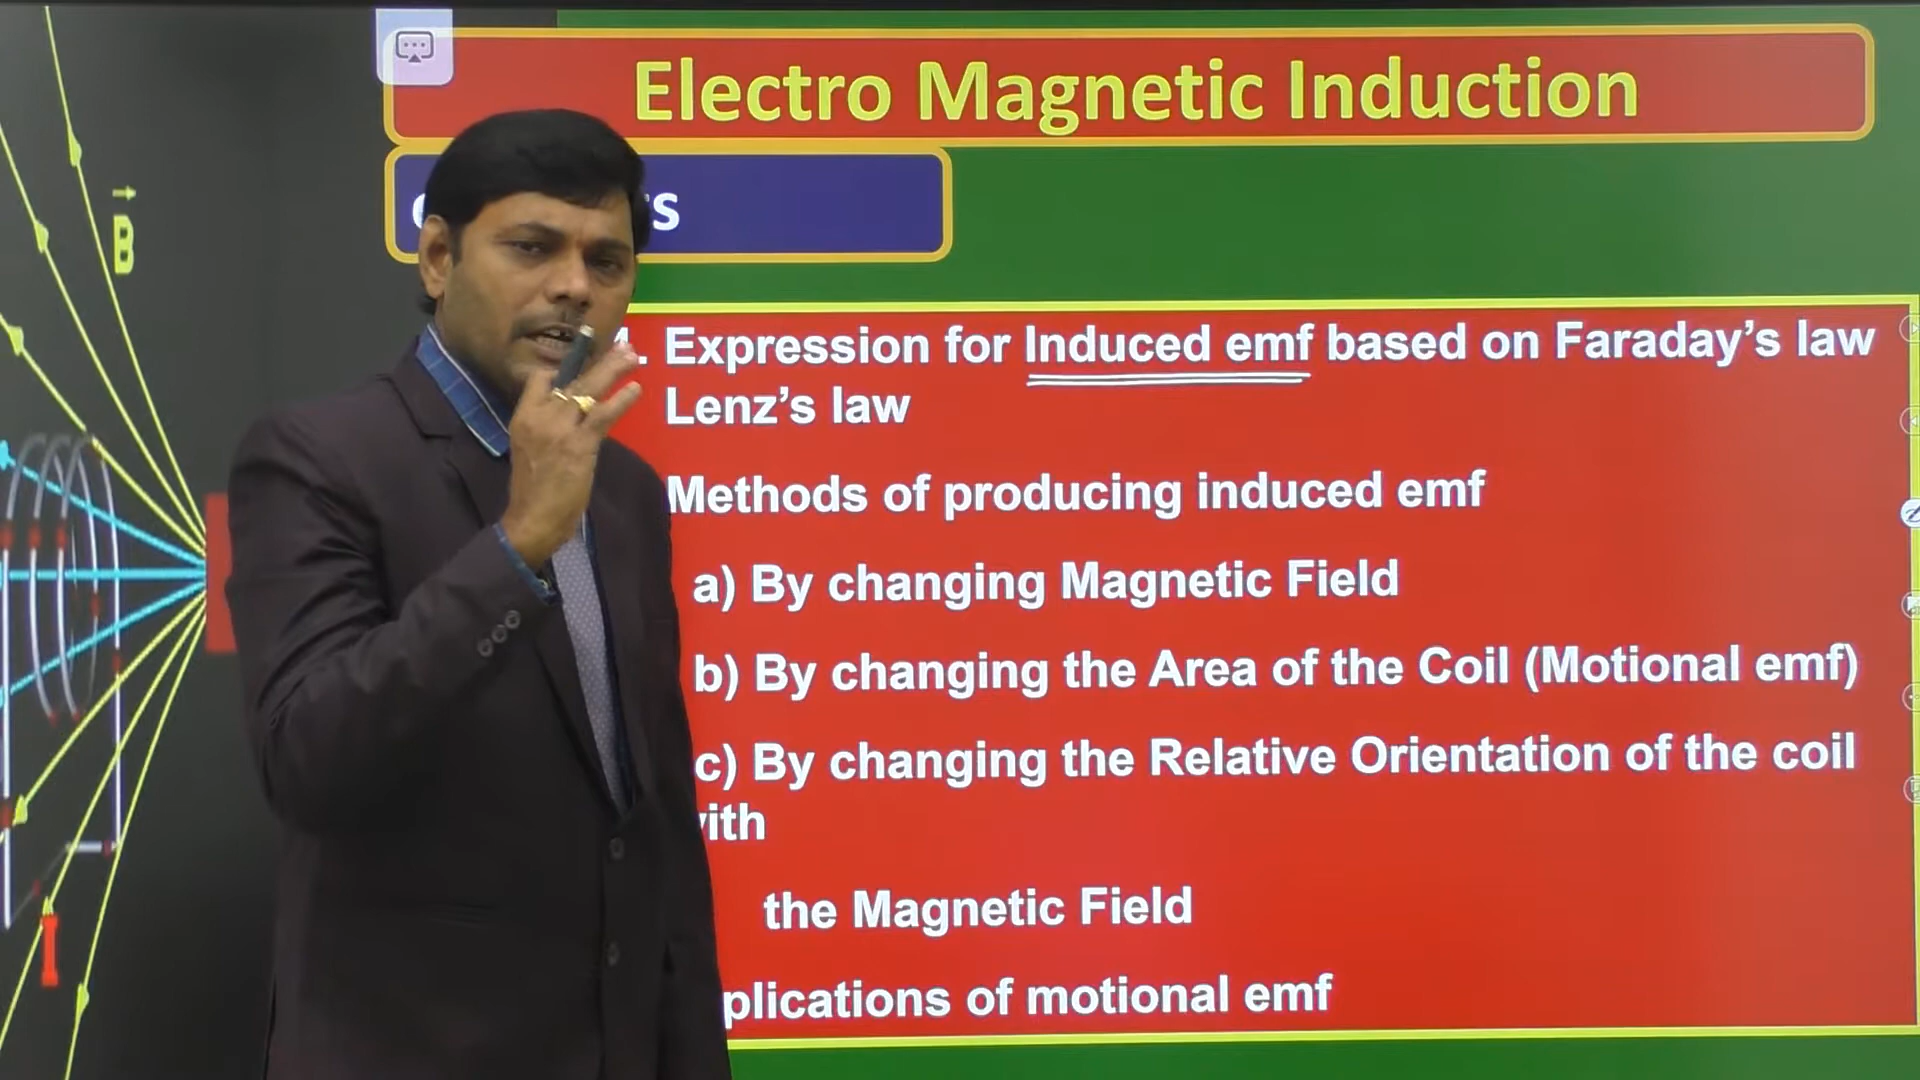 Electro Magnetic Induction
B
Expression for Induced emf based on Faraday's law
Lenz's law
Methods of producing induced emf
a) By changing Magnetic Field
b) By changing the Area of the Coil (Motional emf)
c) By changing the Relative Orientation of the coil
the Magnetic Field
of motional emf
I